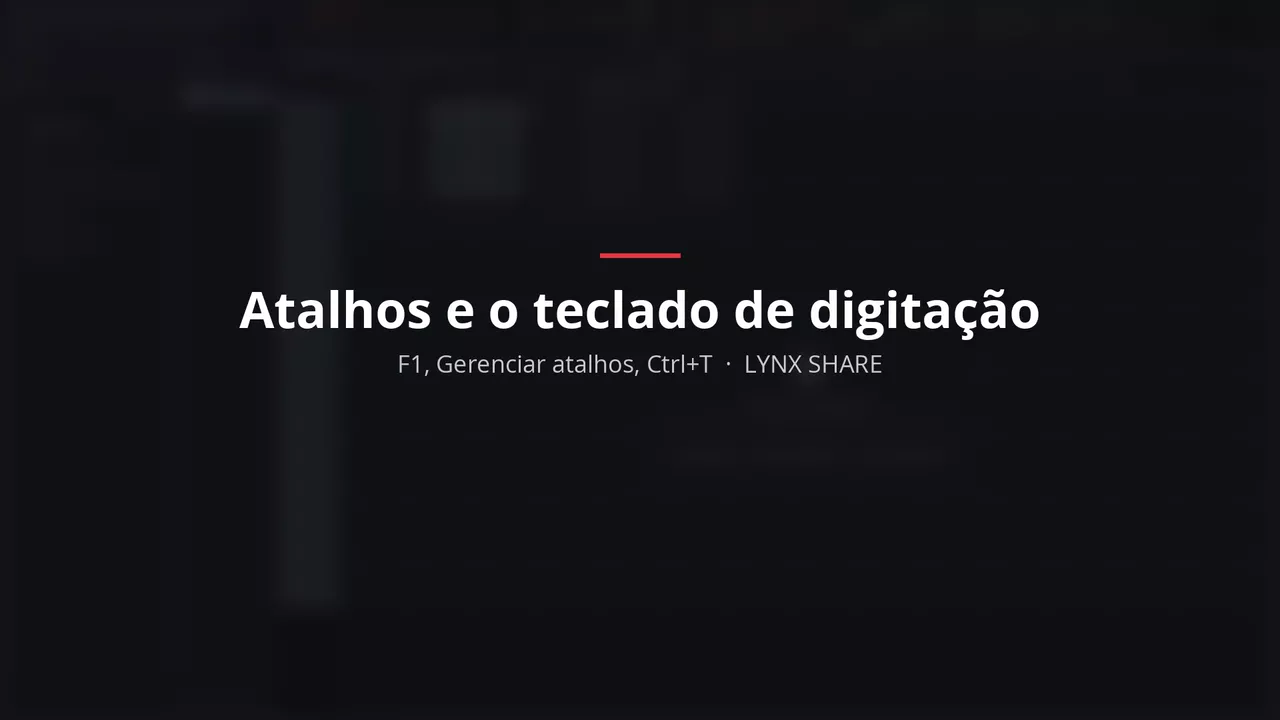 Atalhos e o teclado de digitação
F1, Gerenciar atalhos, Ctrl+T · LYNX SHARE